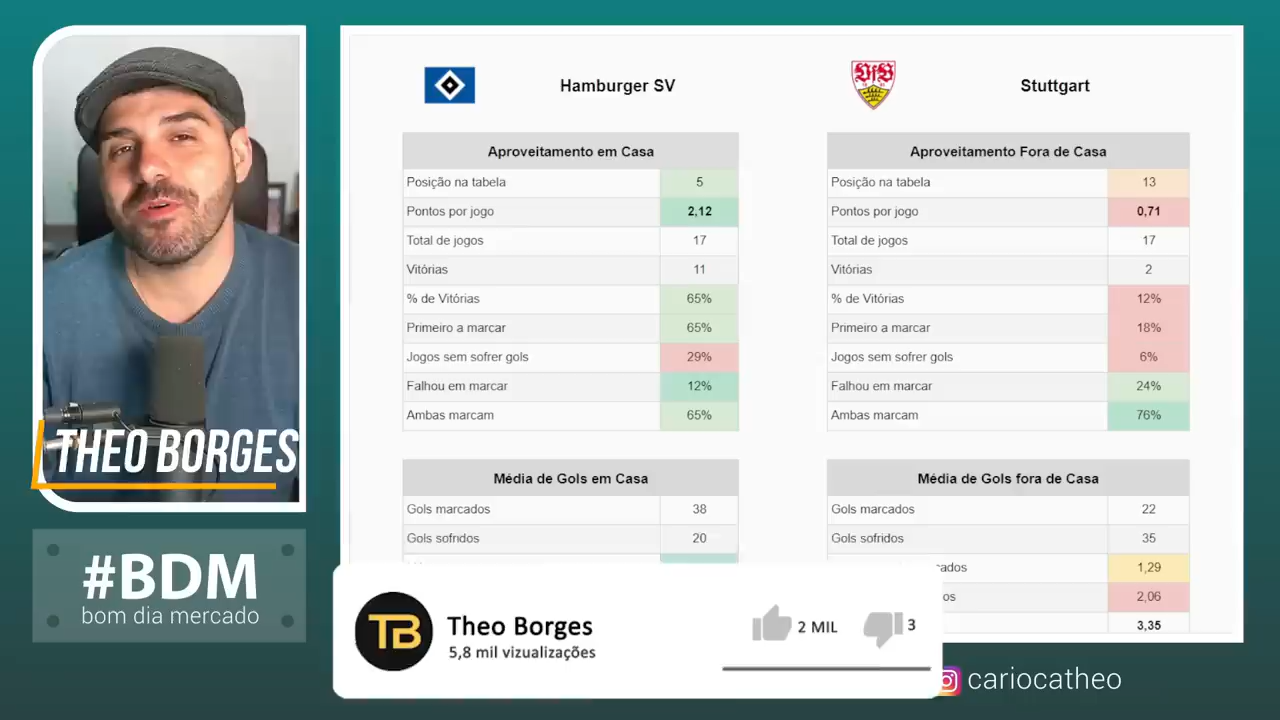 THEO BORGES
#BDM
bom dia mercado
Hamburger SV
Aproveitamento em Casa
Posição na tabela 5
Pontos por jogo 2,12
Total de jogos 17
Vitórias 11
% de Vitórias 65%
Primeiro a marcar 65%
Jogos sem sofrer gols 29%
Falhou em marcar 12%
Ambas marcam 65%
Média de Gols em Casa
Gols marcados 38
Gols sofridos 20
Stuttgart
Aproveitamento Fora de Casa
Posição na tabela 13
Pontos por jogo 0,71
Total de jogos 17
Vitórias 2
% de Vitórias 12%
Primeiro a marcar 18%
Jogos sem sofrer gols 6%
Falhou em marcar 24%
Ambas marcam 76%
Média de Gols fora de Casa
Gols marcados 22
Gols sofridos 35
1,29
2,06
3,35
TB
Theo Borges
5,8 mil vizualizações
2 MIL
3
cariocatheo